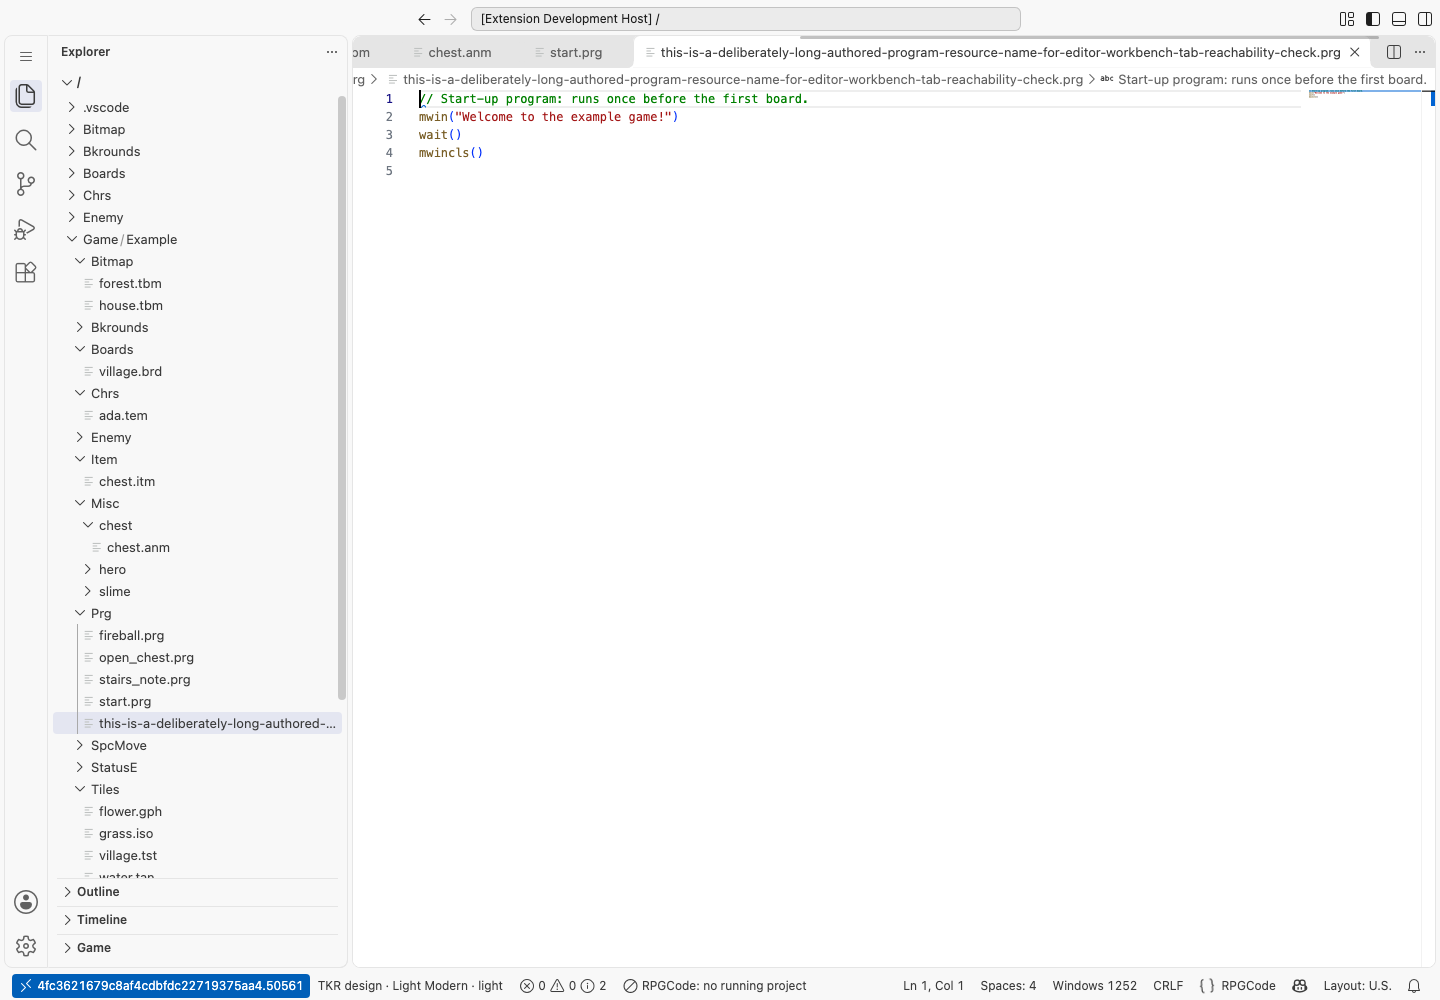 [Extension Development Host] /
Explorer
/
.vscode
Bitmap
Bkrounds
Boards
Chrs
Enemy
Game / Example
Bitmap
forest.tbm
house.tbm
Bkrounds
Boards
village.brd
Chrs
ada.tem
Enemy
Item
chest.itm
Misc
chest
chest.anm
hero
slime
Prg
fireball.prg
open_chest.prg
stairs_note.prg
start.prg
this-is-a-deliberately-long-authored-...
SpcMove
StatusE
Tiles
flower.gph
grass.iso
village.tst
water.tan
Outline
Timeline
Game
chest.anm
start.prg
this-is-a-deliberately-long-authored-program-resource-name-for-editor-workbench-tab-reachability-check.prg
rg > this-is-a-deliberately-long-authored-program-resource-name-for-editor-workbench-tab-reachability-check.prg > abc Start-up program: runs once before the first board.
1 // Start-up program: runs once before the first board.
2 mwin("Welcome to the example game!")
3 wait()
4 mwincls()
5
4fc3621679c8af4cdbfdc22719375aa4.50561 TKR design · Light Modern · light 0 0 2 RPGCode: no running project Ln 1, Col 1 Spaces: 4 Windows 1252 CRLF { } RPGCode Layout: U.S.